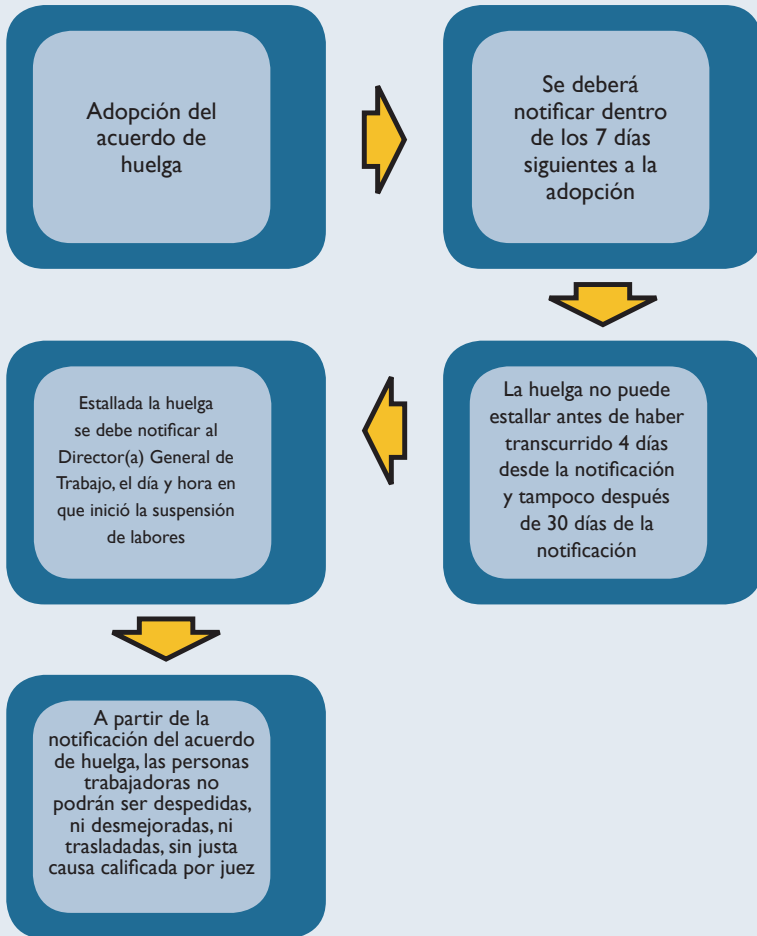 Adopción del
acuerdo de
huelga
Se deberá
notificar dentro
de los 7 días
siguientes a la
adopción
La huelga no puede
estallar antes de haber
transcurrido 4 días
desde la notificación
y tampoco después
de 30 días de la
notificación
Estallada la huelga
se debe notificar al
Director(a) General de
Trabajo, el día y hora en
que inició la suspensión
de labores
A partir de la
notificación del acuerdo
de huelga, las personas
trabajadoras no
podrán ser despedidas,
ni desmejoradas, ni
trasladadas, sin justa
causa calificada por juez